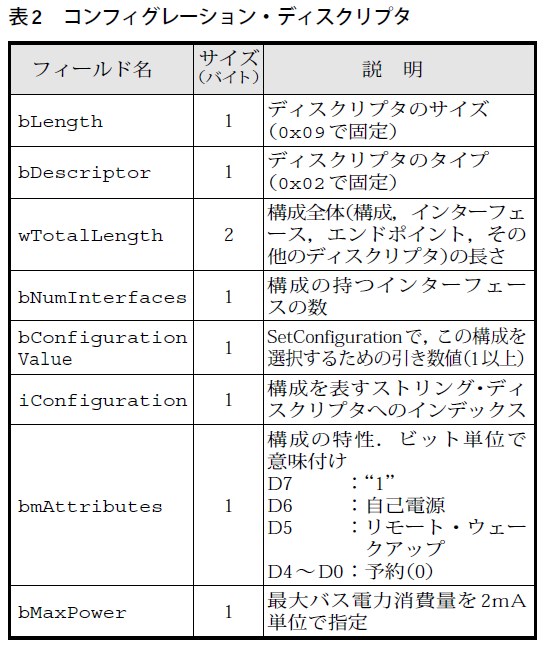 表2 コンフィグレーション・ディスクリプタ
フィールド名
サイズ
(バイト)
説 明
bLength
1
ディスクリプタのサイズ
(0x09で固定)
bDescriptor
1
ディスクリプタのタイプ
(0x02で固定)
wTotalLength
2
構成全体(構成,インターフェ
ース,エンドポイント,その
他のディスクリプタ)の長さ
bNumInterfaces
1
構成の持つインターフェー
スの数
bConfiguration
Value
1
SetConfigurationで,この構成を
選択するための引き数値(1以上)
iConfiguration
1
構成を表すストリング・ディ
スクリプタへのインデックス
bmAttributes
1
構成の特性.ビット単位で
意味付け
D7 :“1”
D6 :自己電源
D5 :リモート・ウェー
クアップ
D4~D0:予約(0)
bMaxPower
1
最大バス電力消費量を2mA
単位で指定